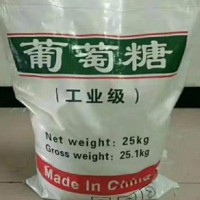 葡萄糖
（工业级）
Net weight: 25kg
Gross weight: 25.1kg
Made In China